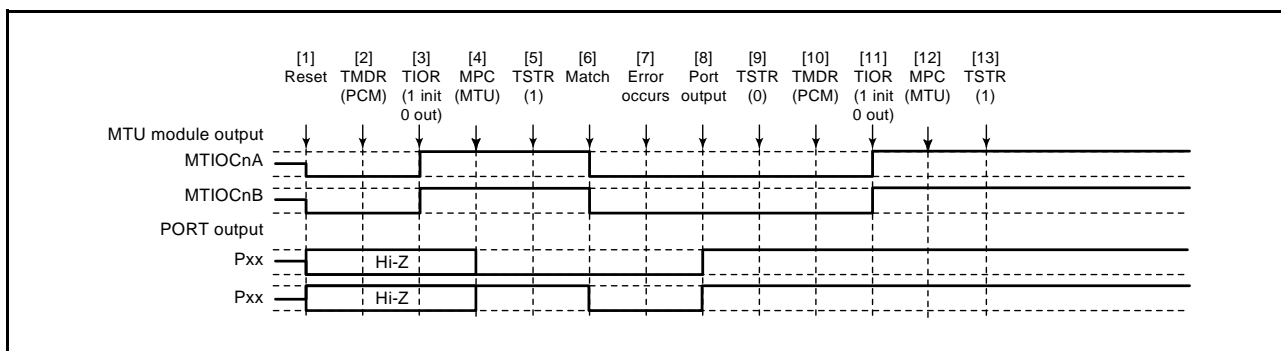 [1] [2] [3] [4] [5] [6] [7] [8] [9] [10] [11] [12] [13]
Reset TMDR TIOR MPC TSTR Match Error Port TSTR TMDR TIOR MPC TSTR
(PCM) (1 init (MTU) (1) occurs output (0) (PCM) (1 init (MTU) (1)
0 out) 0 out)
MTU module output
MTIOCnA
MTIOCnB
PORT output
Pxx Hi-Z
Pxx Hi-Z